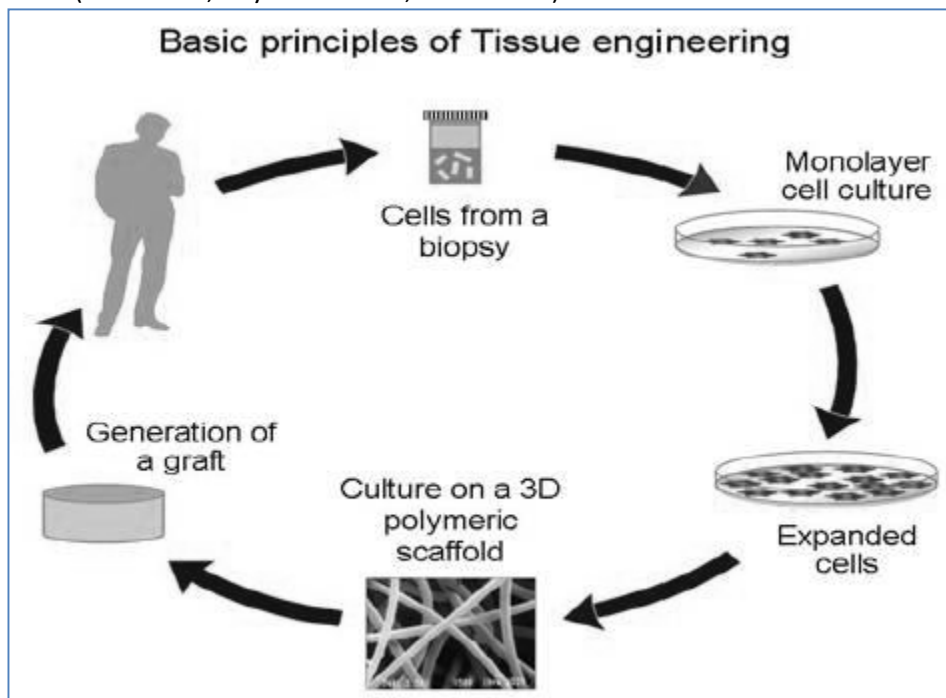 Basic principles of Tissue engineering
Cells from a
biopsy
Monolayer
cell culture
Expanded
cells
Culture on a 3D
polymeric
scaffold
Generation of
a graft